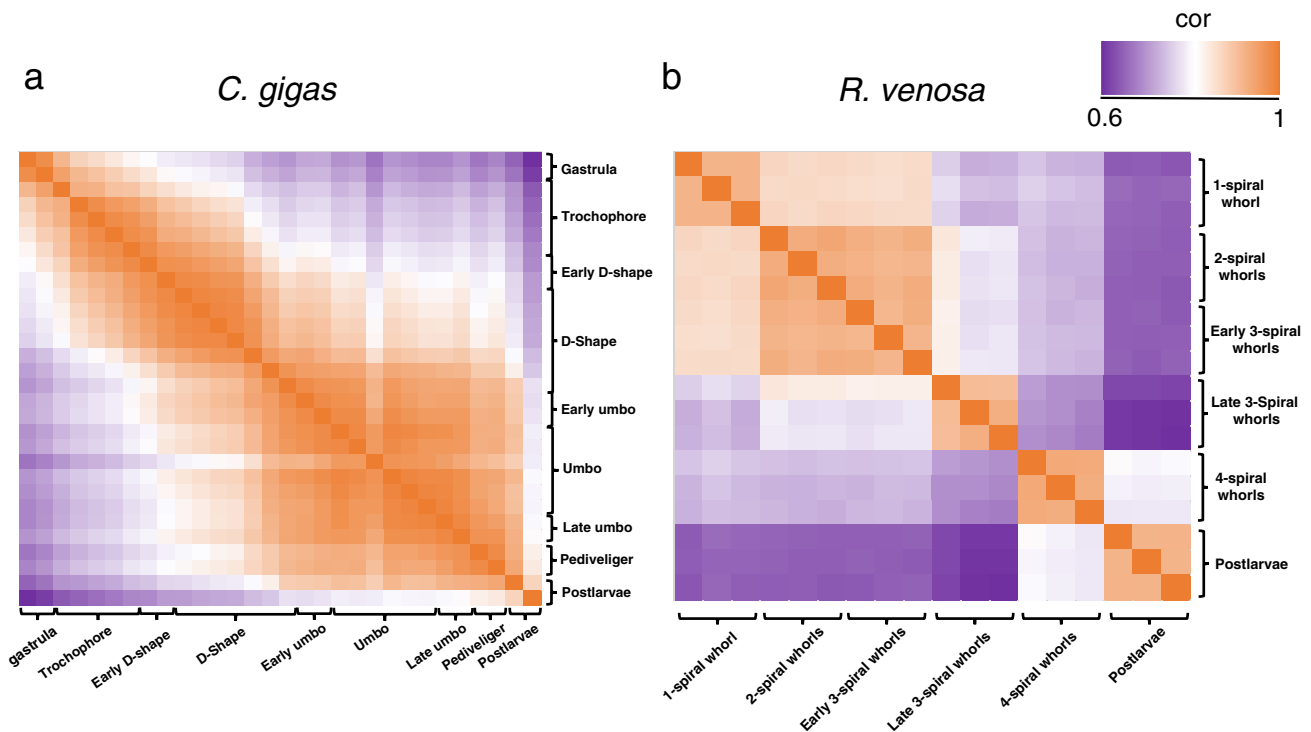 cor
0.6
1
a
C. gigas
b
R. venosa
Gastrula
Trochophore
Early D-shape
D-Shape
Early umbo
Umbo
Late umbo
Pediveliger
Postlarvae
gastrula
Trochophore
Early D-shape
D-Shape
Early umbo
Umbo
Late umbo
Pediveliger
Postlarvae
1-spiral
whorl
2-spiral
whorls
Early 3-spiral
whorls
Late 3-Spiral
whorls
4-spiral
whorls
Postlarvae
1-spiral whorl
2-spiral whorls
Early 3-spiral whorls
Late 3-spiral whorls
4-spiral whorls
Postlarvae